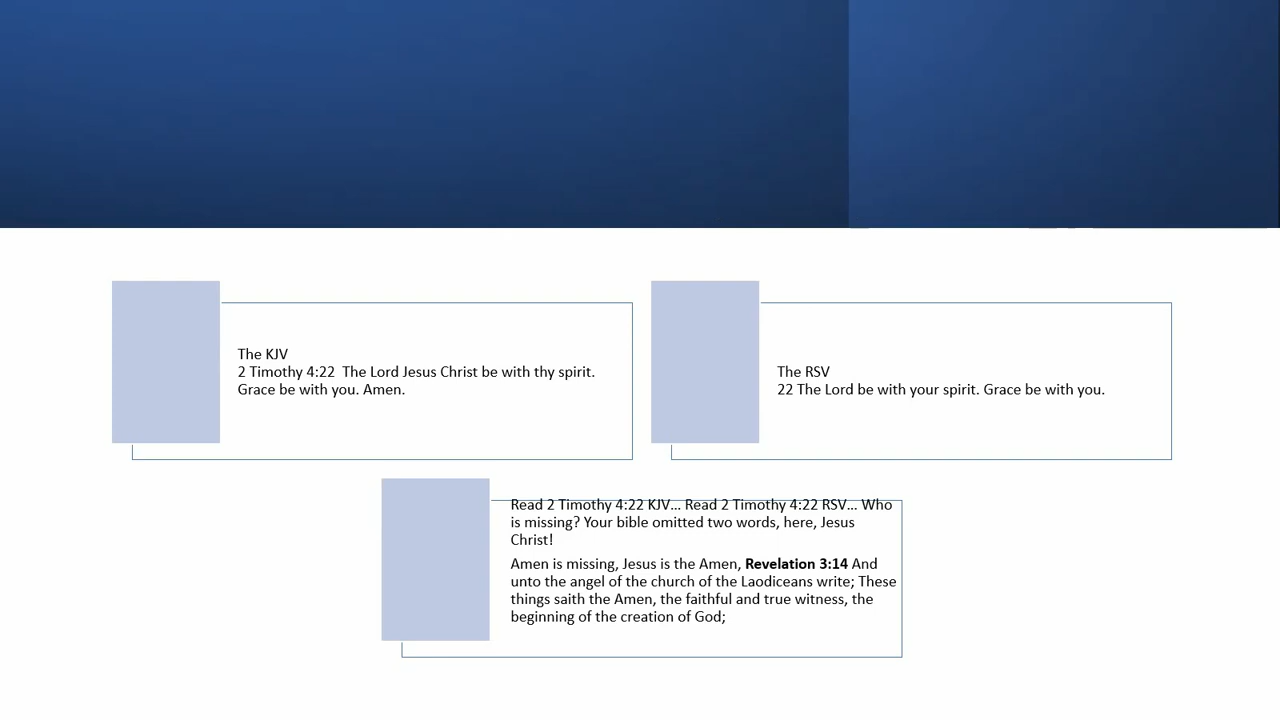 The KJV
2 Timothy 4:22  The Lord Jesus Christ be with thy spirit.
Grace be with you. Amen.
The RSV
22 The Lord be with your spirit. Grace be with you.
Read 2 Timothy 4:22 KJV... Read 2 Timothy 4:22 RSV... Who
is missing? Your bible omitted two words, here, Jesus
Christ!
Amen is missing, Jesus is the Amen, Revelation 3:14 And
unto the angel of the church of the Laodiceans write; These
things saith the Amen, the faithful and true witness, the
beginning of the creation of God;